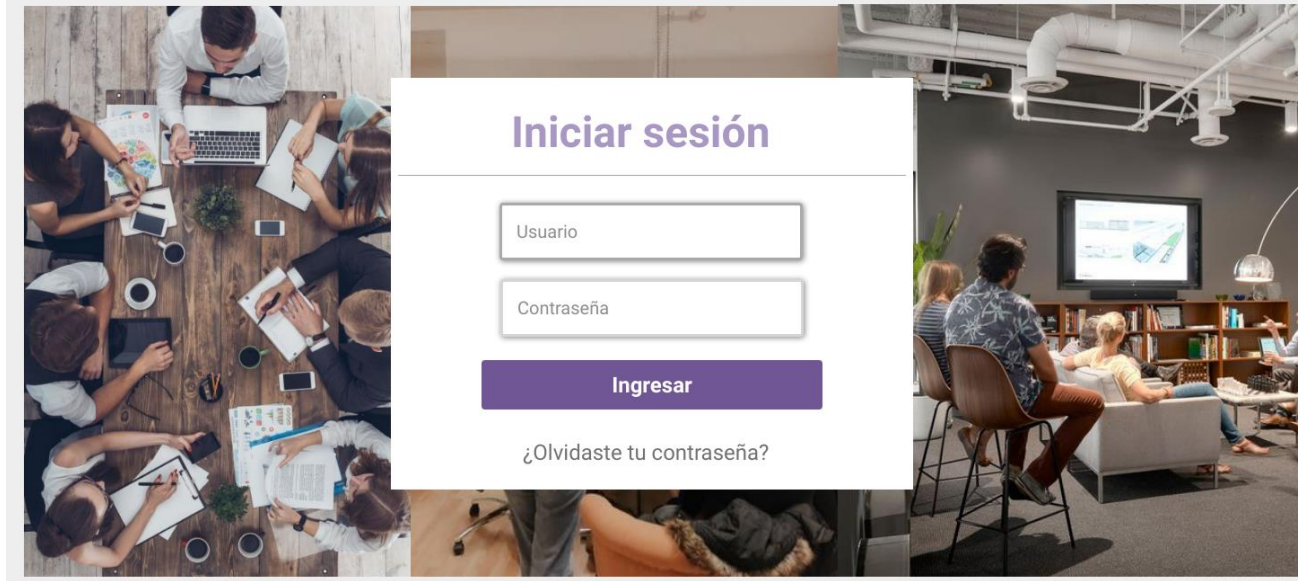 Iniciar sesión
Usuario
Contraseña
Ingresar
¿Olvidaste tu contraseña?